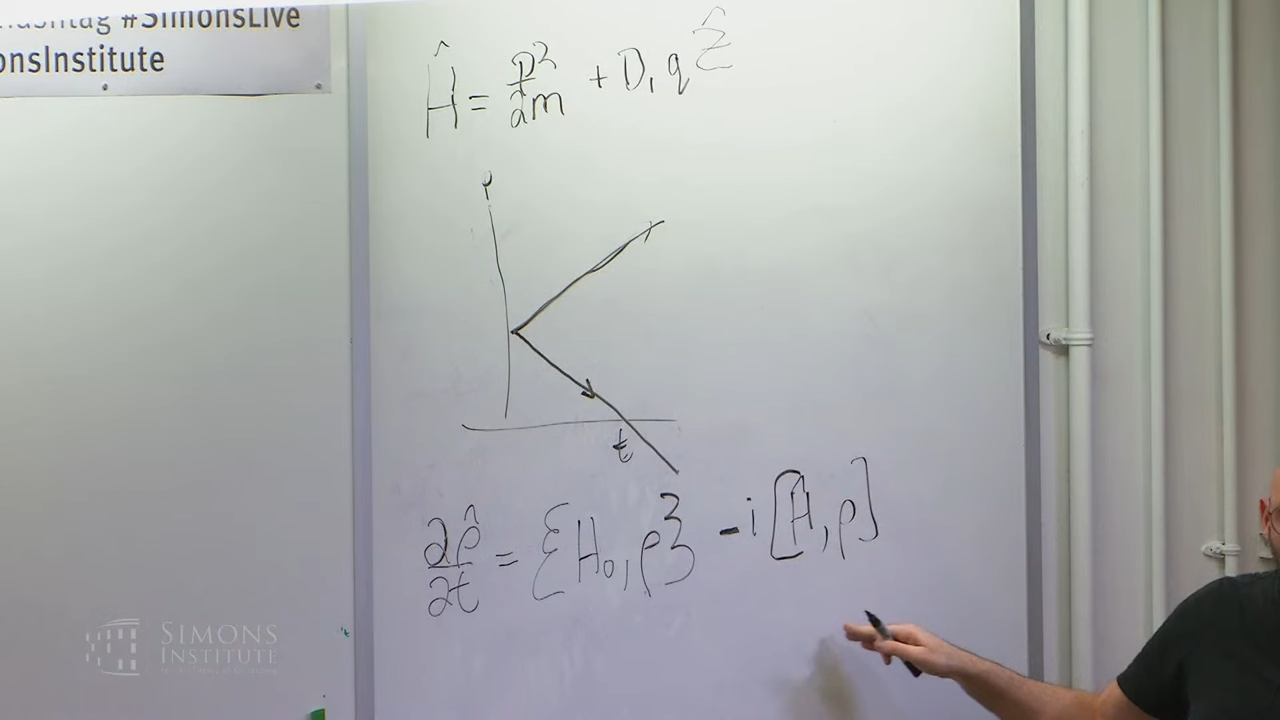 #SimonsLive
onsInstitute
Ĥ = p²/2m + D₁ q Ẑ
p
t
∂ρ̂/∂t = {H₀, ρ} - i [Ĥ, ρ]
SIMONS
INSTITUTE